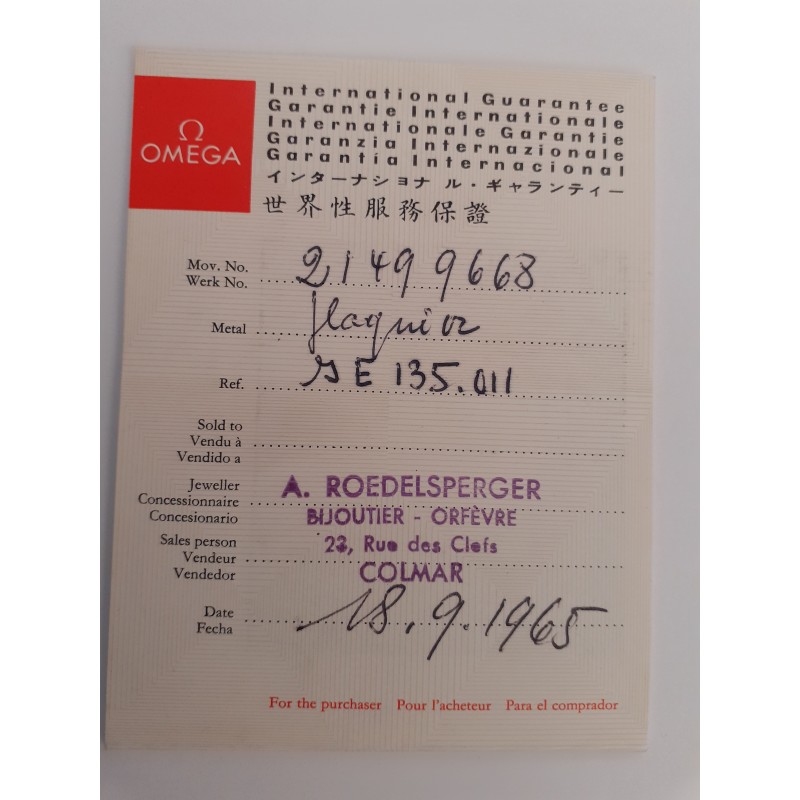 Ω
OMEGA
International Guarantee
Garantie Internationale
Internationale Garantie
Garanzia Internazionale
Garantía Internacional
インターナショナル・ギャランティー
世界性服務保證
Mov. No.
Werk No. 21499668
Metal plaqui or
Ref. GE 135.011
Sold to
Vendu à
Vendido a
Jeweller
Concessionnaire
Concesionario
A. ROEDELSPERGER
BIJOUTIER - ORFÈVRE
23, Rue des Clefs
COLMAR
Sales person
Vendeur
Vendedor
Date
Fecha 18.9.1965
For the purchaser Pour l'acheteur Para el comprador